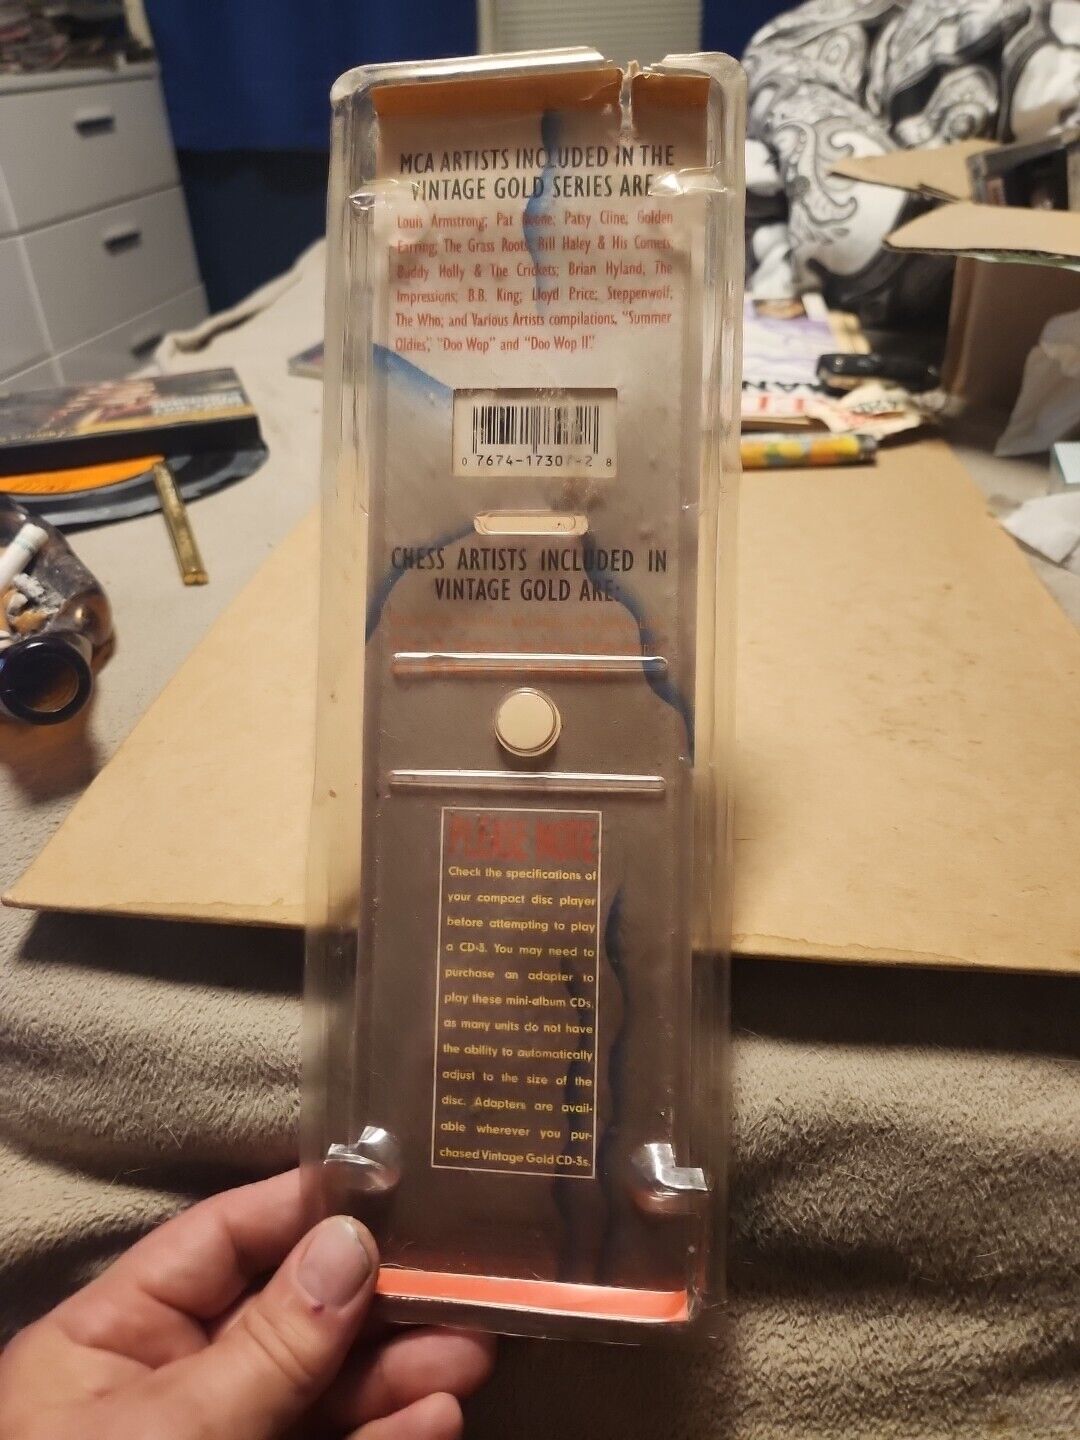 MCA ARTISTS INCLUDED IN THE
VINTAGE GOLD SERIES ARE
Louis Armstrong; Pat Boone; Patsy Cline; Golden
Earring; The Grass Roots; Bill Haley & His Comets;
Buddy Holly & The Crickets; Brian Hyland; The
Impressions; B.B. King; Lloyd Price; Steppenwolf;
The Who; and Various Artists compilations, "Summer
Oldies," "Doo Wop" and "Doo Wop II."
0 7674-17307-2 8
CHESS ARTISTS INCLUDED IN
VINTAGE GOLD ARE:
PLEASE NOTE
Check the specifications of
your compact disc player
before attempting to play
a CD-3. You may need to
purchase an adapter to
play these mini-album CDs,
as many units do not have
the ability to automatically
adjust to the size of the
disc. Adapters are avail-
able wherever you pur-
chased Vintage Gold CD-3s.